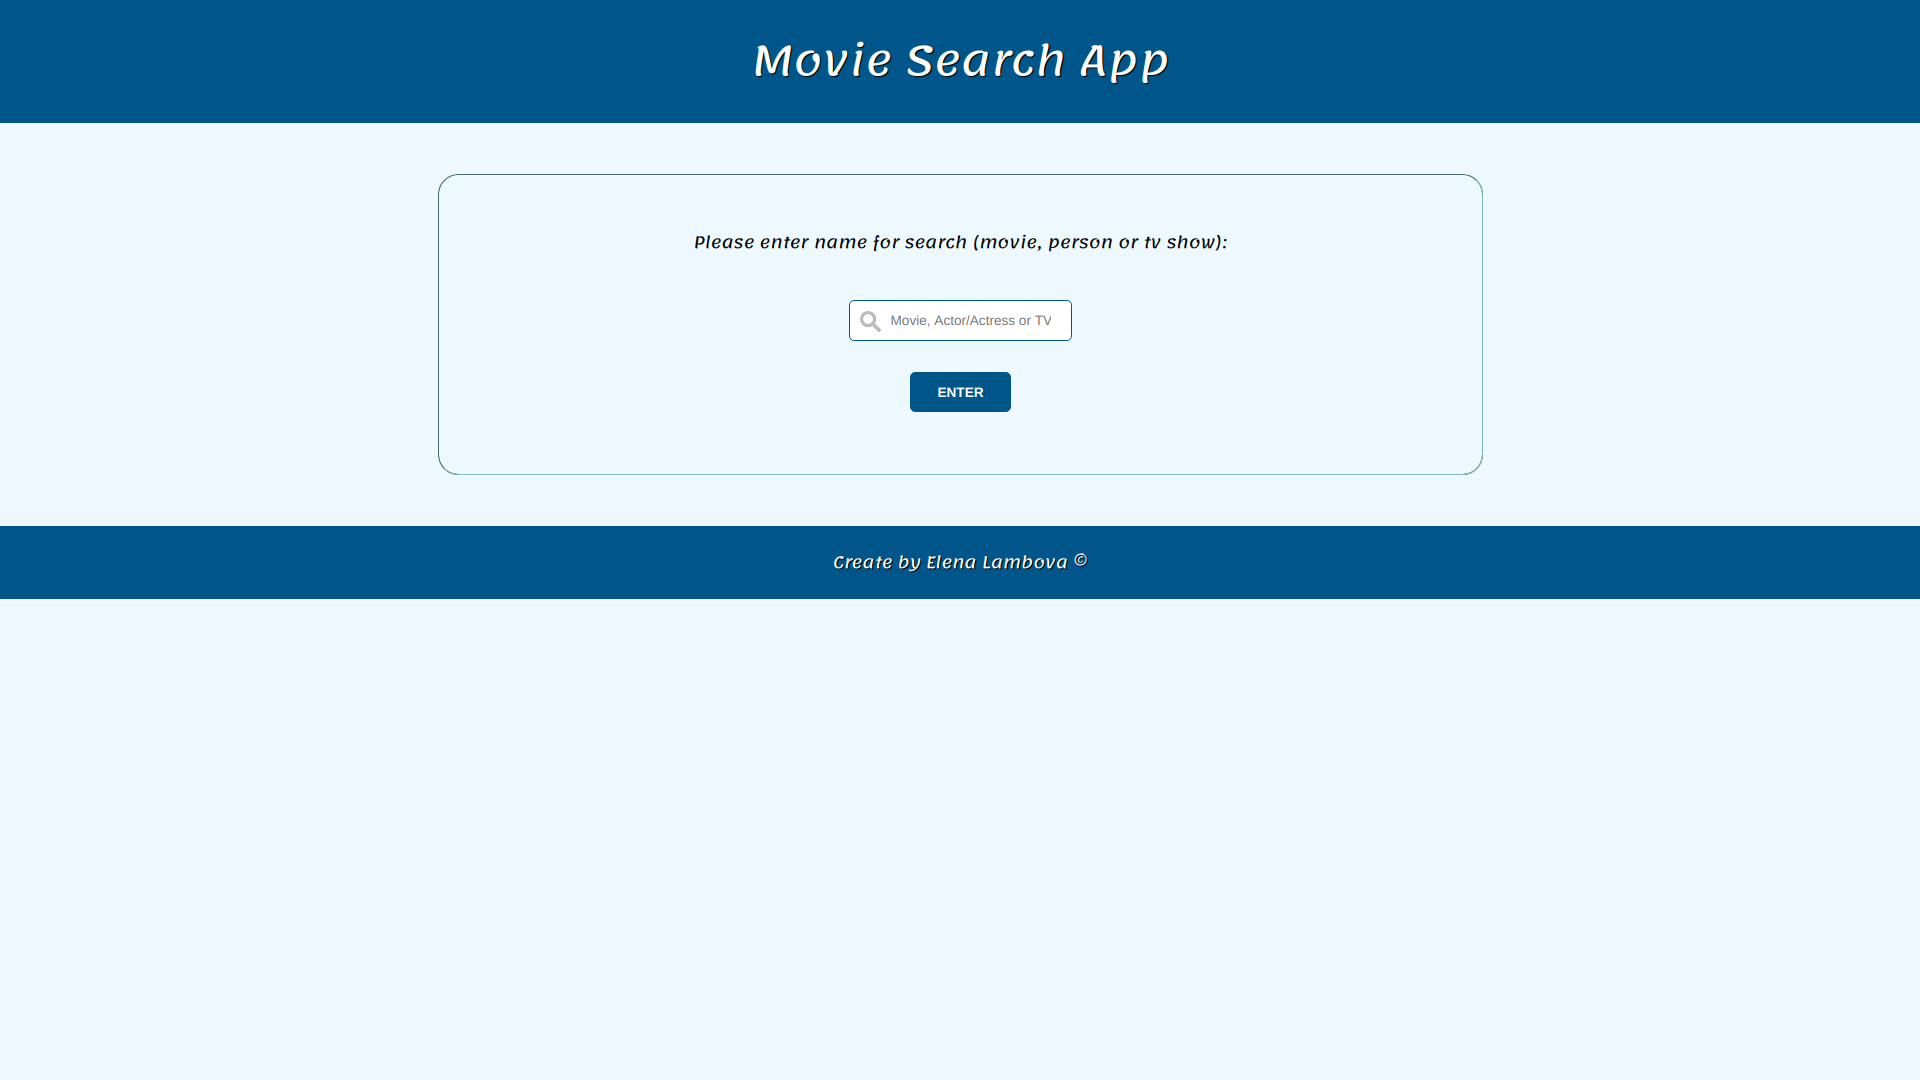 Movie Search App
Please enter name for search (movie, person or tv show):
Movie, Actor/Actress or TV
ENTER
Create by Elena Lambova ©